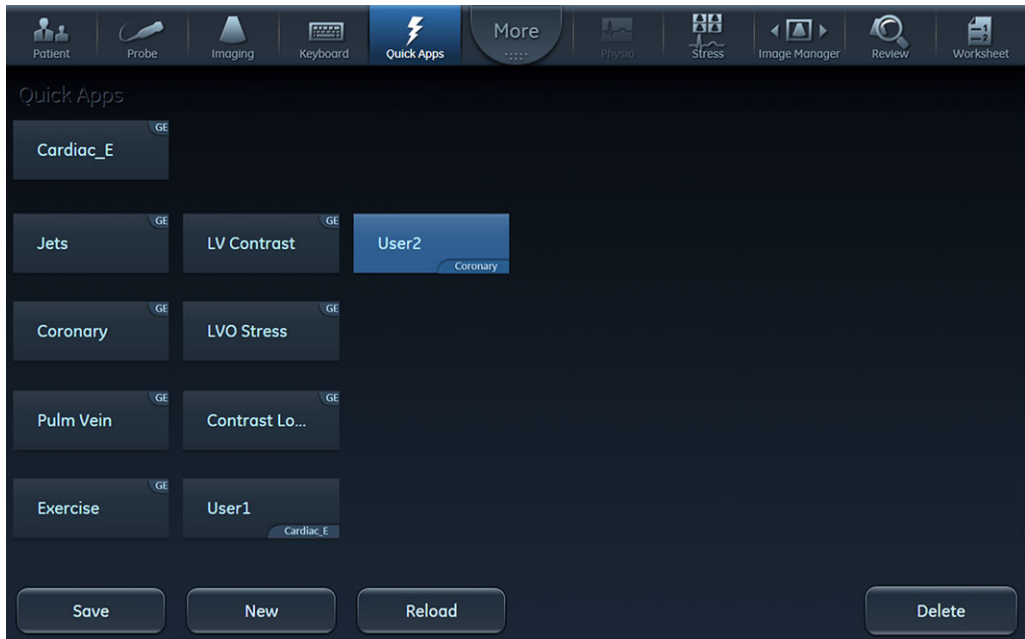 Patient
Probe
Imaging
Keyboard
Quick Apps
More
Physio
Stress
Image Manager
Review
1
2
Worksheet
Quick Apps
GE
Cardiac_E
GE
Jets
GE
LV Contrast
User2
Coronary
GE
Coronary
GE
LVO Stress
GE
Pulm Vein
GE
Contrast Lo...
GE
Exercise
User1
Cardiac_E
Save
New
Reload
Delete